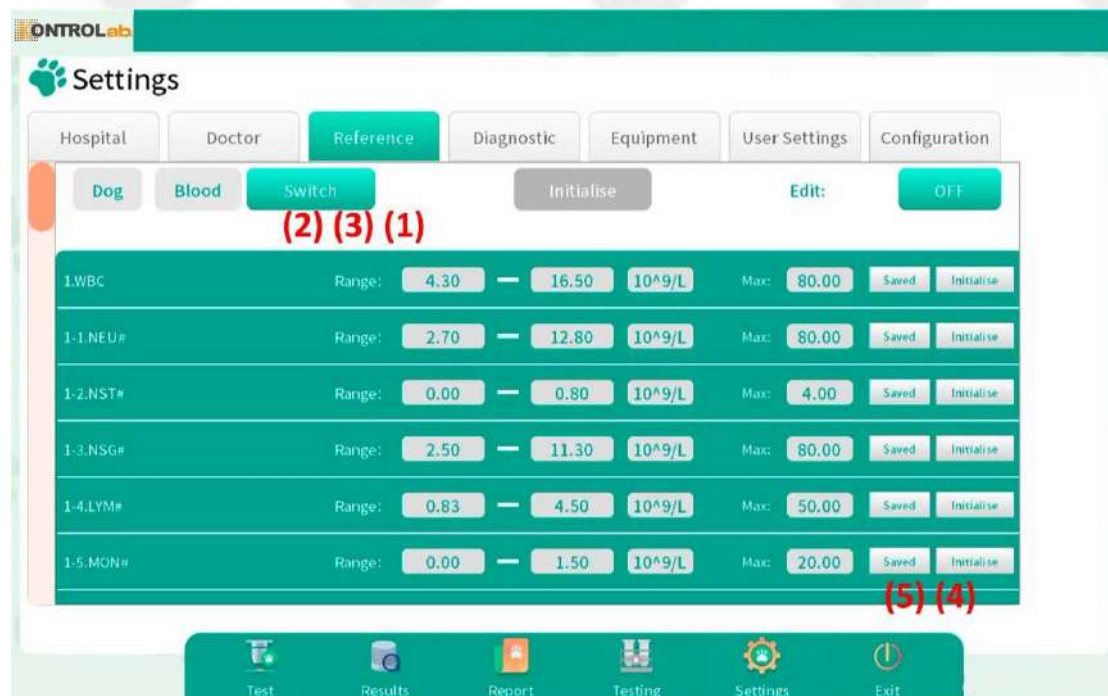 KONTROLab
Settings
Hospital Doctor Reference Diagnostic Equipment User Settings Configuration
Dog Blood Switch Initialise Edit: OFF
(2) (3) (1)
1.WBC Range: 4.30 — 16.50 10^9/L Max: 80.00 Saved Initialise
1-1.NEU# Range: 2.70 — 12.80 10^9/L Max: 80.00 Saved Initialise
1-2.NST# Range: 0.00 — 0.80 10^9/L Max: 4.00 Saved Initialise
1-3.NSG# Range: 2.50 — 11.30 10^9/L Max: 80.00 Saved Initialise
1-4.LYM# Range: 0.83 — 4.50 10^9/L Max: 50.00 Saved Initialise
1-5.MON# Range: 0.00 — 1.50 10^9/L Max: 20.00 Saved Initialise
(5) (4)
Test Results Report Testing Settings Exit